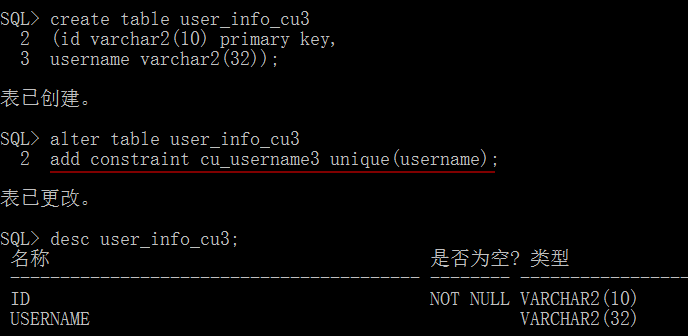 SQL> create table user_info_cu3
2 (id varchar2(10) primary key,
3 username varchar2(32));
表已创建。
SQL> alter table user_info_cu3
2 add constraint cu_username3 unique(username);
表已更改。
SQL> desc user_info_cu3;
名称 是否为空? 类型
----------------------------------------- -------- ----------------
ID NOT NULL VARCHAR2(10)
USERNAME VARCHAR2(32)